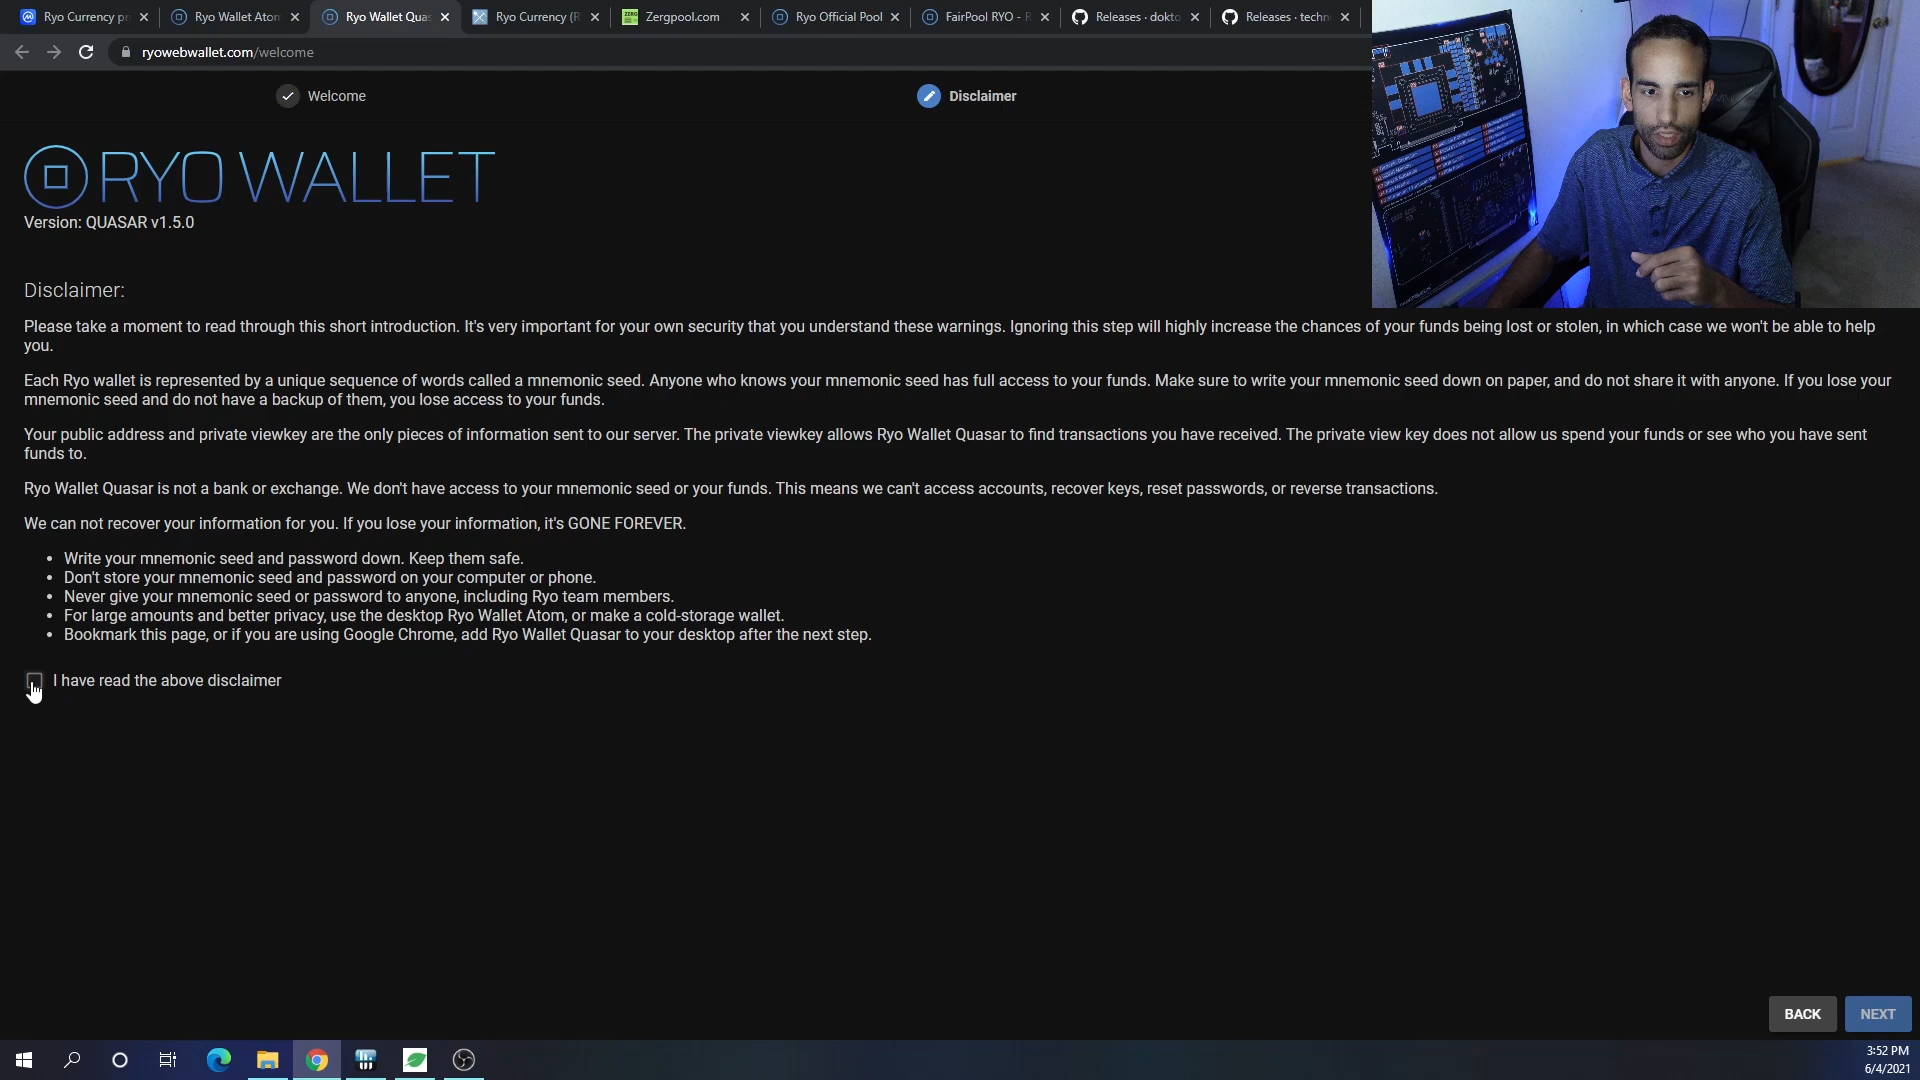 Ryo Currency pr
Ryo Wallet Atom
Ryo Wallet Quas
Ryo Currency (R
Zergpool.com
Ryo Official Pool
FairPool RYO - R
Releases · dokto
Releases · techn
ryowebwallet.com/welcome
Welcome
Disclaimer
RYO WALLET
Version: QUASAR v1.5.0
Disclaimer:
Please take a moment to read through this short introduction. It's very important for your own security that you understand these warnings. Ignoring this step will highly increase the chances of your funds being lost or stolen, in which case we won't be able to help
you.
Each Ryo wallet is represented by a unique sequence of words called a mnemonic seed. Anyone who knows your mnemonic seed has full access to your funds. Make sure to write your mnemonic seed down on paper, and do not share it with anyone. If you lose your
mnemonic seed and do not have a backup of them, you lose access to your funds.
Your public address and private viewkey are the only pieces of information sent to our server. The private viewkey allows Ryo Wallet Quasar to find transactions you have received. The private view key does not allow us spend your funds or see who you have sent
funds to.
Ryo Wallet Quasar is not a bank or exchange. We don't have access to your mnemonic seed or your funds. This means we can't access accounts, recover keys, reset passwords, or reverse transactions.
We can not recover your information for you. If you lose your information, it's GONE FOREVER.
• Write your mnemonic seed and password down. Keep them safe.
• Don't store your mnemonic seed and password on your computer or phone.
• Never give your mnemonic seed or password to anyone, including Ryo team members.
• For large amounts and better privacy, use the desktop Ryo Wallet Atom, or make a cold-storage wallet.
• Bookmark this page, or if you are using Google Chrome, add Ryo Wallet Quasar to your desktop after the next step.
I have read the above disclaimer
BACK
NEXT
3:52 PM
6/4/2021